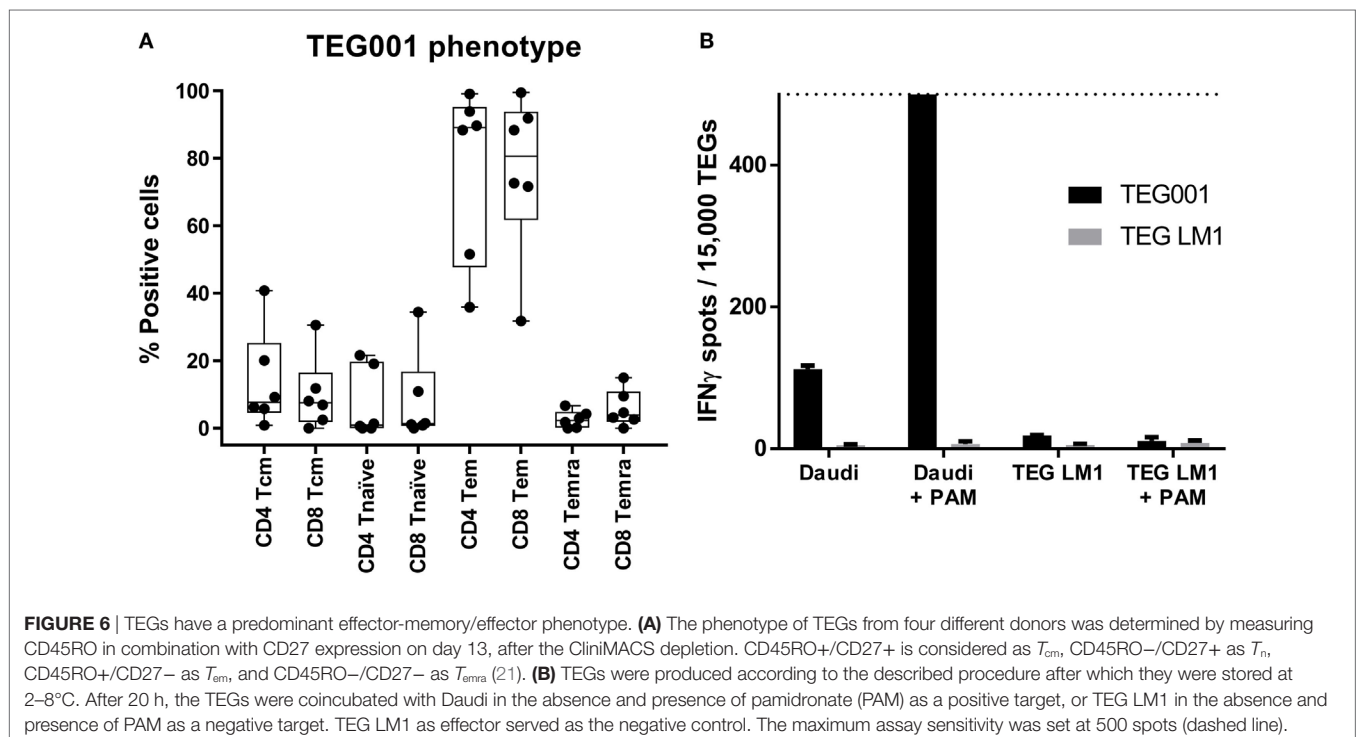 A
TEG001 phenotype
% Positive cells
100
80
60
40
20
0
CD4 Tcm
CD8 Tcm
CD4 Tnaïve
CD8 Tnaïve
CD4 Tem
CD8 Tem
CD4 Temra
CD8 Temra
B
IFNγ spots / 15,000 TEGs
400
200
0
TEG001
TEG LM1
Daudi
Daudi
+ PAM
TEG LM1
TEG LM1
+ PAM
FIGURE 6 | TEGs have a predominant effector-memory/effector phenotype. (A) The phenotype of TEGs from four different donors was determined by measuring
CD45RO in combination with CD27 expression on day 13, after the CliniMACS depletion. CD45RO+/CD27+ is considered as Tcm, CD45RO−/CD27+ as Tn,
CD45RO+/CD27− as Tem, and CD45RO−/CD27− as Temra (21). (B) TEGs were produced according to the described procedure after which they were stored at
2–8°C. After 20 h, the TEGs were coincubated with Daudi in the absence and presence of pamidronate (PAM) as a positive target, or TEG LM1 in the absence and
presence of PAM as a negative target. TEG LM1 as effector served as the negative control. The maximum assay sensitivity was set at 500 spots (dashed line).